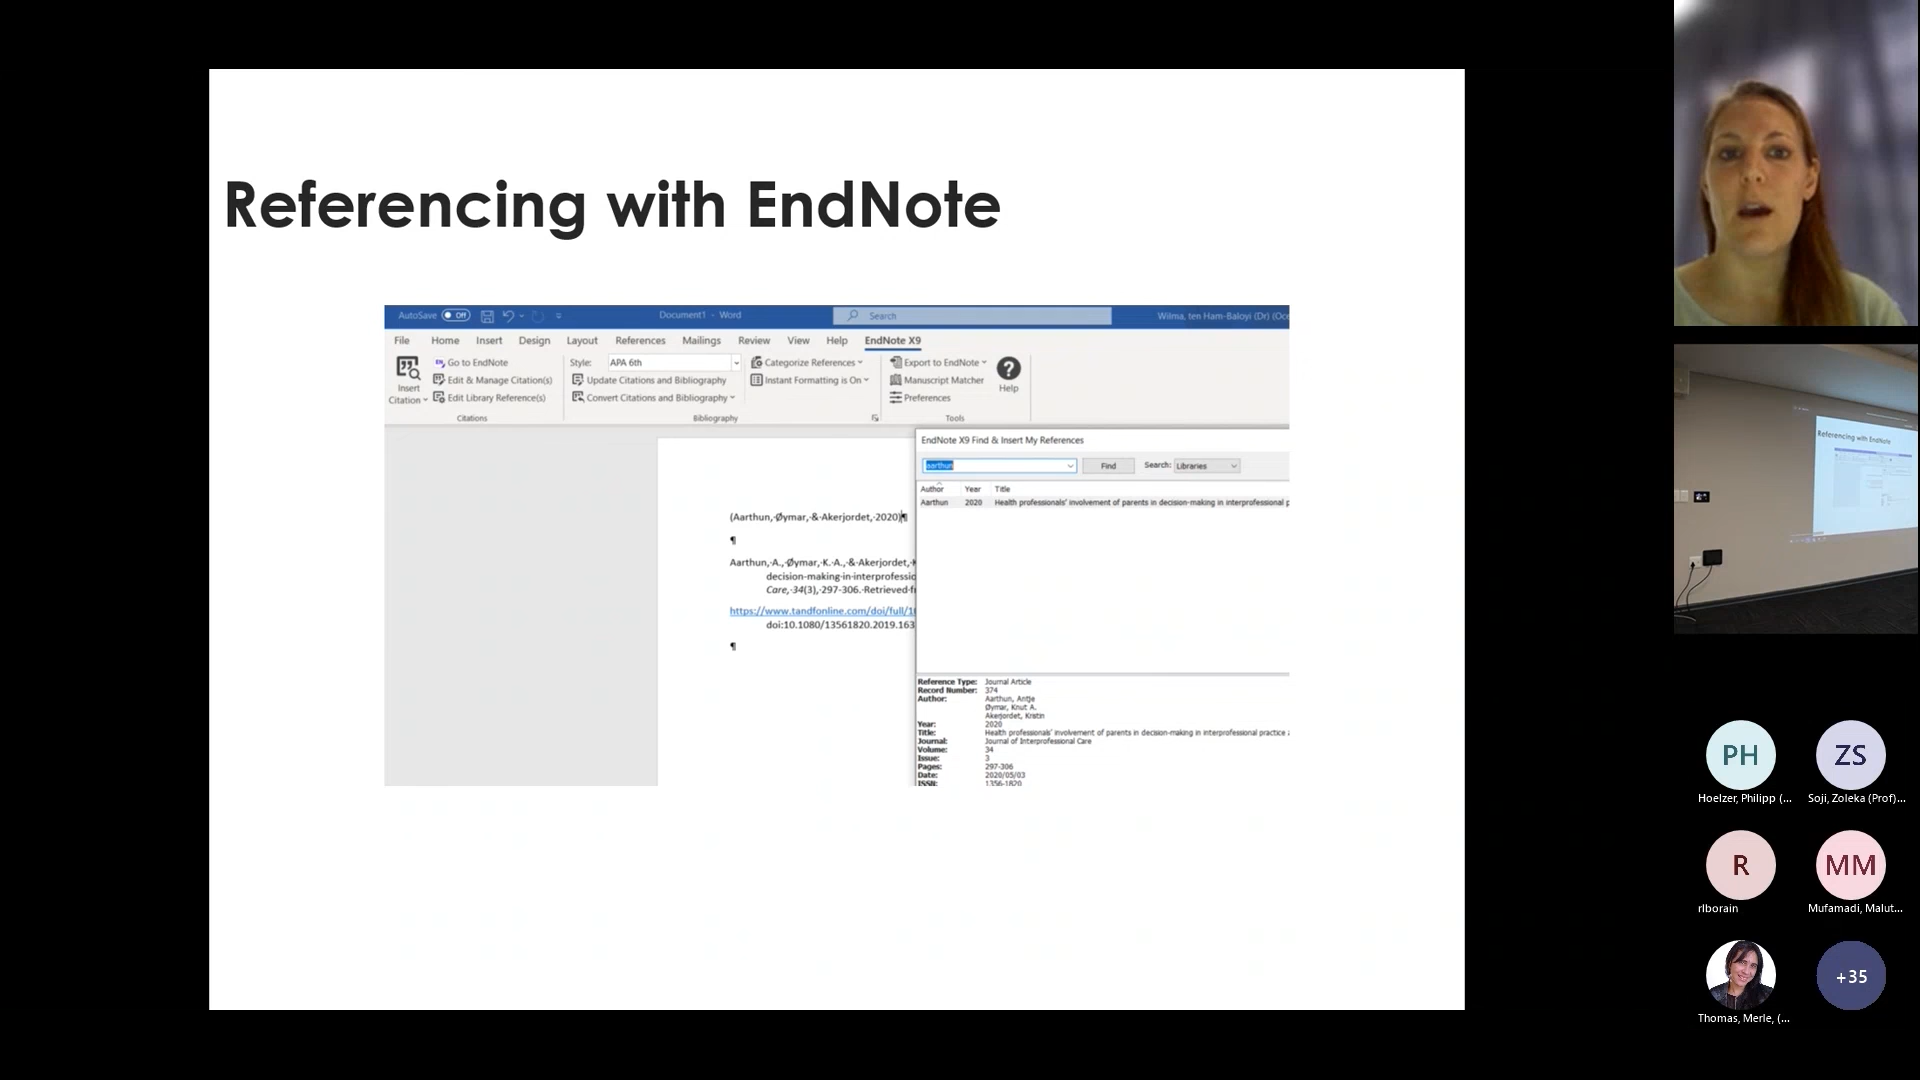 Referencing with EndNote
AutoSave Off Document1 - Word Search Wilma, ten Ham-Baloyi (Dr) (Oce
File Home Insert Design Layout References Mailings Review View Help EndNote X9
Insert Citation
Go to EndNote
Edit & Manage Citation(s)
Edit Library Reference(s)
Citations
Style: APA 6th
Update Citations and Bibliography
Convert Citations and Bibliography
Bibliography
Categorize References
Instant Formatting is On
Export to EndNote
Manuscript Matcher
Preferences
Tools
? Help
(Aarthun,·Øymar,·&·Akerjordet,·2020)¶
¶
Aarthun,·A.,·Øymar,·K.·A.,·&·Akerjordet,·K
decision-making·in·interprofessio
Care,·34(3),·297-306.·Retrieved·f
https://www.tandfonline.com/doi/full/1
doi:10.1080/13561820.2019.163
¶
EndNote X9 Find & Insert My References
aarthun Find Search: Libraries
Author Year Title
Aarthun 2020 Health professionals' involvement of parents in decision-making in interprofessional p
Reference Type: Journal Article
Record Number: 374
Author: Aarthun, Antje
Øymar, Knut A.
Akerjordet, Kristin
Year: 2020
Title: Health professionals' involvement of parents in decision-making in interprofessional practice
Journal: Journal of Interprofessional Care
Volume: 34
Issue: 3
Pages: 297-306
Date: 2020/05/03
ISSN: 1356-1820
Referencing with EndNote
PH
Hoelzer, Philipp (...
ZS
Soji, Zoleka (Prof)...
R
rlborain
MM
Mufamadi, Malut...
Thomas, Merle, (...
+35